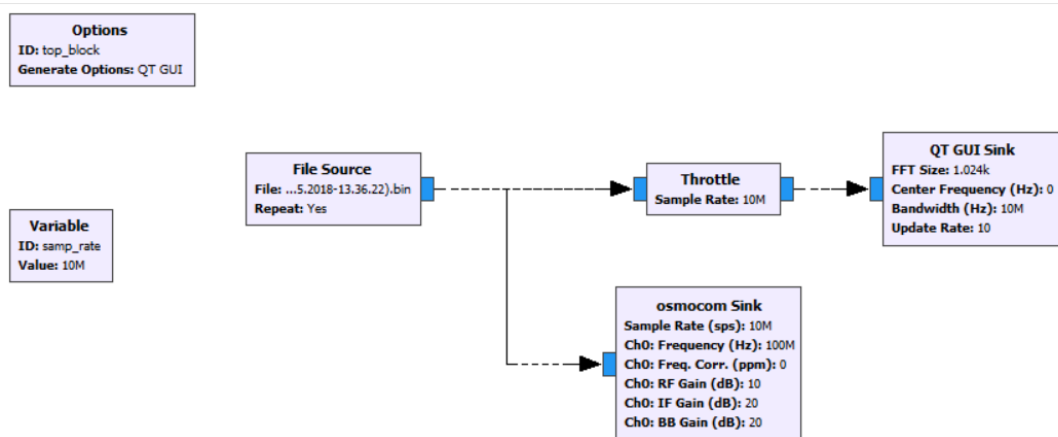 Options
ID: top_block
Generate Options: QT GUI
Variable
ID: samp_rate
Value: 10M
File Source
File: ...5.2018-13.36.22).bin
Repeat: Yes
Throttle
Sample Rate: 10M
QT GUI Sink
FFT Size: 1.024k
Center Frequency (Hz): 0
Bandwidth (Hz): 10M
Update Rate: 10
osmocom Sink
Sample Rate (sps): 10M
Ch0: Frequency (Hz): 100M
Ch0: Freq. Corr. (ppm): 0
Ch0: RF Gain (dB): 10
Ch0: IF Gain (dB): 20
Ch0: BB Gain (dB): 20